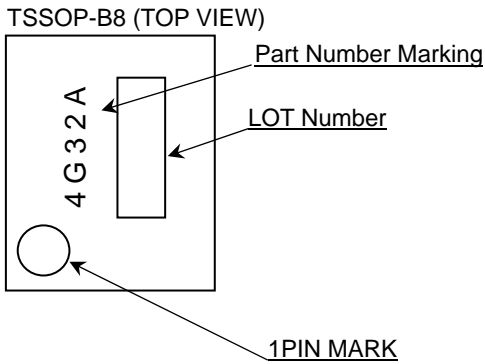 TSSOP-B8 (TOP VIEW)
Part Number Marking
4G32A
LOT Number
1PIN MARK